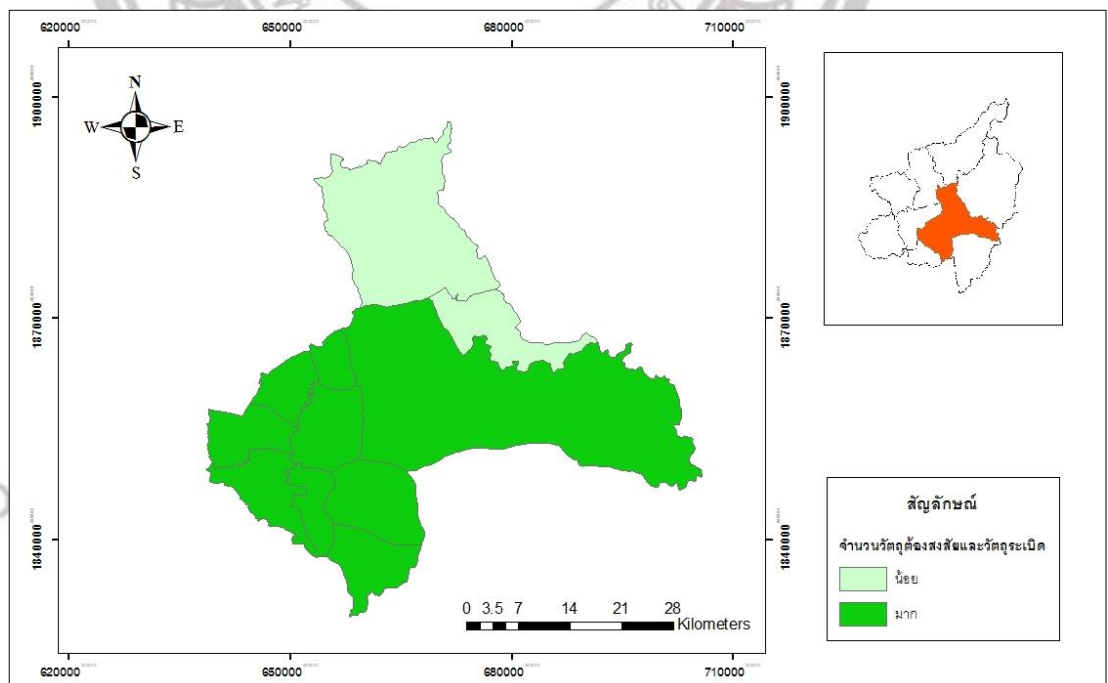 620000 650000 680000 710000
1900000 1900000
N
W E
S
1870000 1870000
1840000 1840000
สัญลักษณ์
จำนวนวัตถุต้องสงสัยและวัตถุระเบิด
น้อย
มาก
0 3.5 7 14 21 28
Kilometers
620000 650000 680000 710000